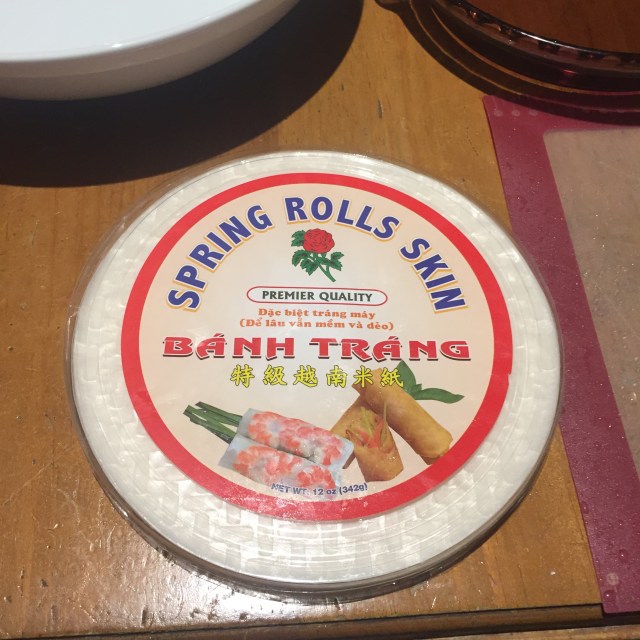 SPRING ROLLS SKIN
PREMIER QUALITY
Đặc biệt tráng máy
(Để lâu vẫn mềm và dẻo)
BÁNH TRÁNG
特級越南米紙
NET WT: 12 oz (342g)